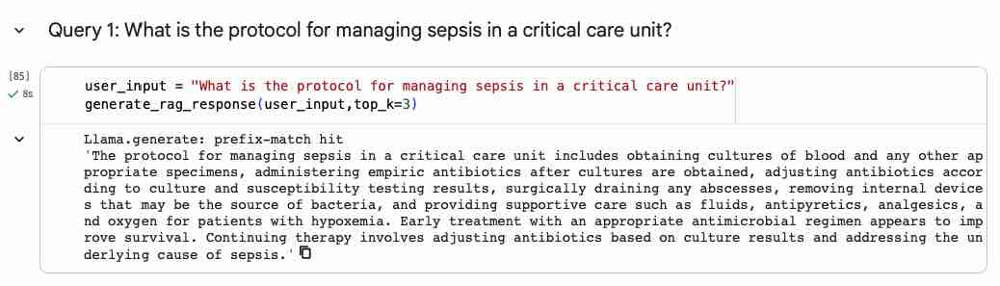 Query 1: What is the protocol for managing sepsis in a critical care unit?
[85]
8s
user_input = "What is the protocol for managing sepsis in a critical care unit?"
generate_rag_response(user_input,top_k=3)
Llama.generate: prefix-match hit
'The protocol for managing sepsis in a critical care unit includes obtaining cultures of blood and any other ap
propriate specimens, administering empiric antibiotics after cultures are obtained, adjusting antibiotics accor
ding to culture and susceptibility testing results, surgically draining any abscesses, removing internal device
s that may be the source of bacteria, and providing supportive care such as fluids, antipyretics, analgesics, a
nd oxygen for patients with hypoxemia. Early treatment with an appropriate antimicrobial regimen appears to imp
rove survival. Continuing therapy involves adjusting antibiotics based on culture results and addressing the un
derlying cause of sepsis.'